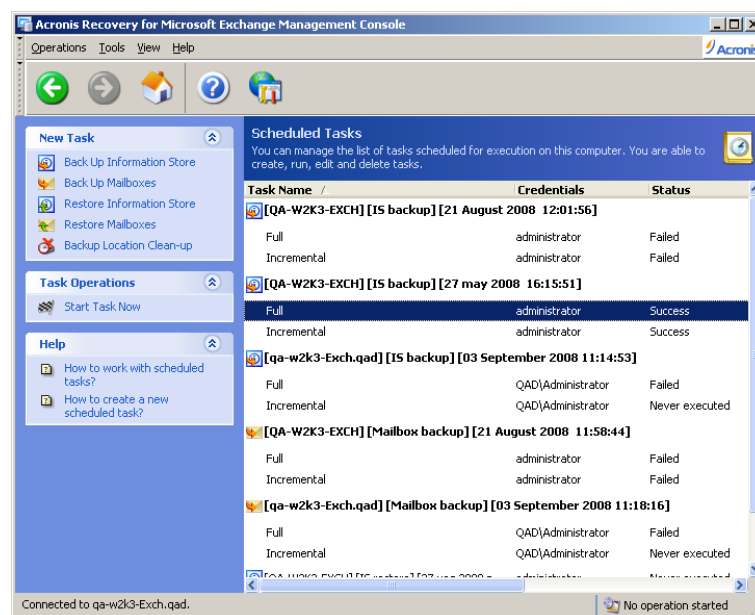 Acronis Recovery for Microsoft Exchange Management Console
Operations Tools View Help
Acronis
New Task
Back Up Information Store
Back Up Mailboxes
Restore Information Store
Restore Mailboxes
Backup Location Clean-up
Task Operations
Start Task Now
Help
How to work with scheduled
tasks?
How to create a new
scheduled task?
Scheduled Tasks
You can manage the list of tasks scheduled for execution on this computer. You are able to
create, run, edit and delete tasks.
Task Name / Credentials Status
[QA-W2K3-EXCH] [IS backup] [21 August 2008 12:01:56]
Full administrator Failed
Incremental administrator Failed
[QA-W2K3-EXCH] [IS backup] [27 may 2008 16:15:51]
Full administrator Success
Incremental administrator Success
[qa-w2k3-Exch.qad] [IS backup] [03 September 2008 11:14:53]
Full QAD\Administrator Failed
Incremental QAD\Administrator Never executed
[QA-W2K3-EXCH] [Mailbox backup] [21 August 2008 11:58:44]
Full administrator Failed
Incremental administrator Failed
[qa-w2k3-Exch.qad] [Mailbox backup] [03 September 2008 11:18:16]
Full QAD\Administrator Failed
Incremental QAD\Administrator Never executed
Connected to qa-w2k3-Exch.qad. No operation started